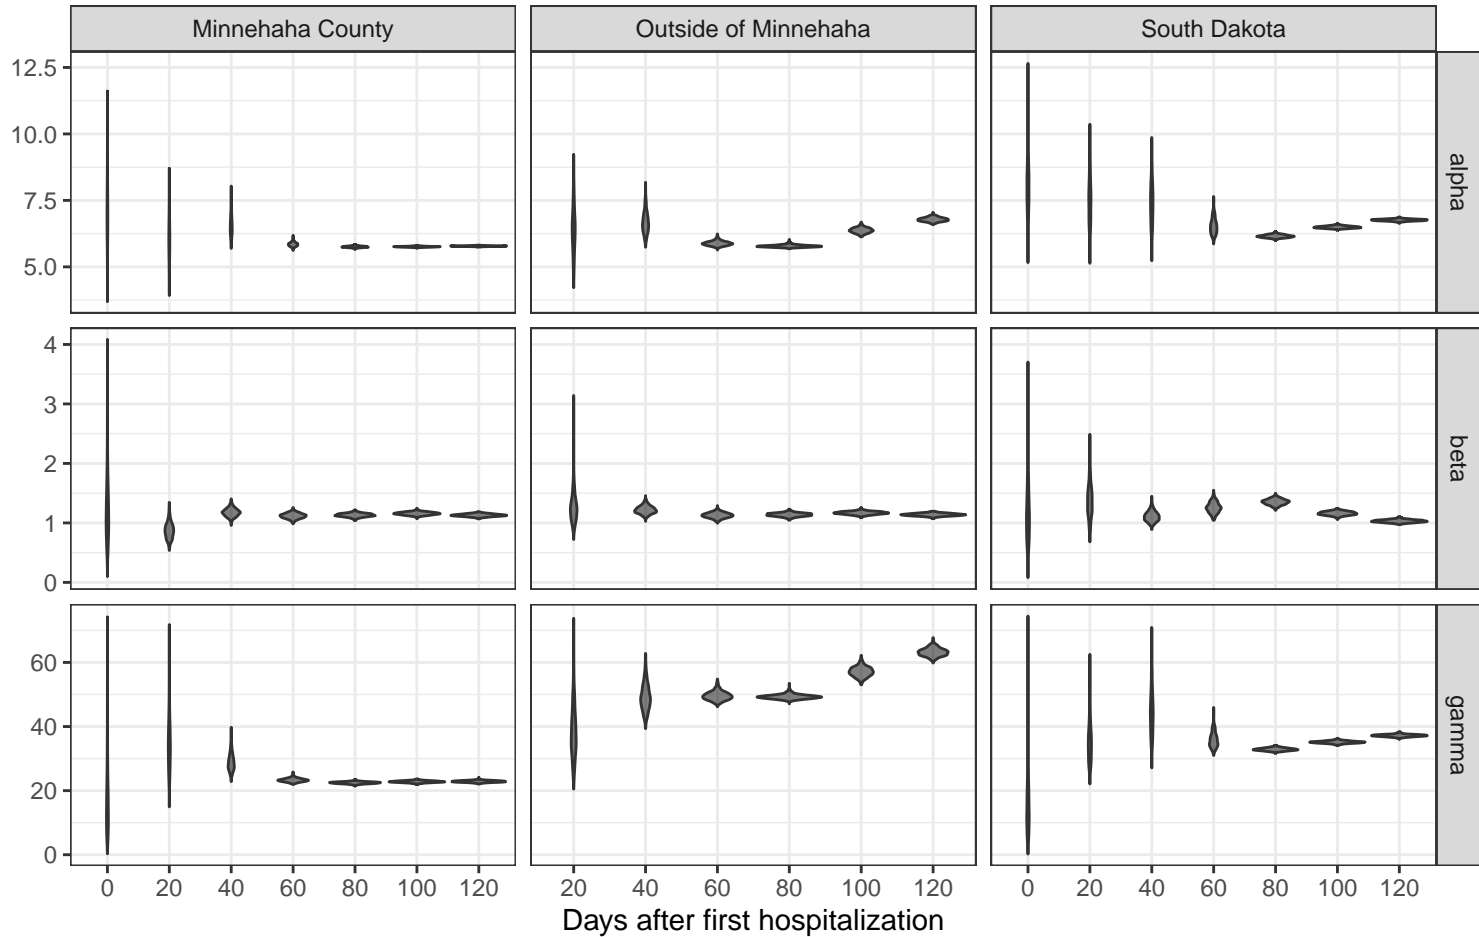 Minnehaha County Outside of Minnehaha South Dakota
12.5
10.0
7.5
5.0
alpha
4
3
2
1
0
beta
60
40
20
0
gamma
0 20 40 60 80 100 120 20 40 60 80 100 120 0 20 40 60 80 100 120
Days after first hospitalization